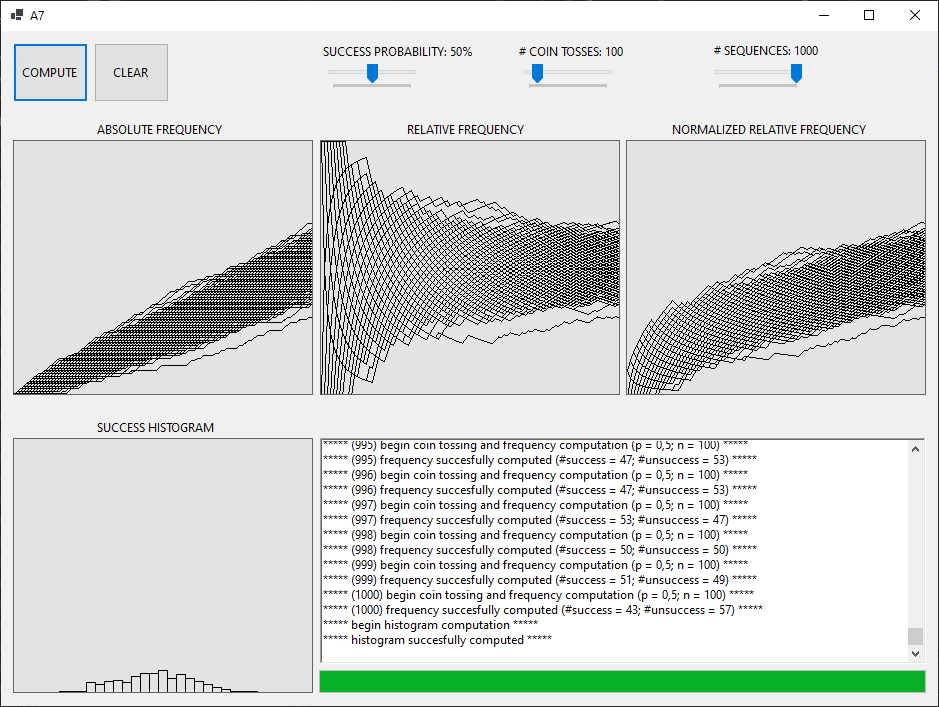 A7
COMPUTE
CLEAR
SUCCESS PROBABILITY: 50%
# COIN TOSSES: 100
# SEQUENCES: 1000
ABSOLUTE FREQUENCY
RELATIVE FREQUENCY
NORMALIZED RELATIVE FREQUENCY
SUCCESS HISTOGRAM
***** (995) begin coin tossing and frequency computation (p = 0,5; n = 100) *****
***** (995) frequency succesfully computed (#success = 47; #unsuccess = 53) *****
***** (996) begin coin tossing and frequency computation (p = 0,5; n = 100) *****
***** (996) frequency succesfully computed (#success = 47; #unsuccess = 53) *****
***** (997) begin coin tossing and frequency computation (p = 0,5; n = 100) *****
***** (997) frequency succesfully computed (#success = 53; #unsuccess = 47) *****
***** (998) begin coin tossing and frequency computation (p = 0,5; n = 100) *****
***** (998) frequency succesfully computed (#success = 50; #unsuccess = 50) *****
***** (999) begin coin tossing and frequency computation (p = 0,5; n = 100) *****
***** (999) frequency succesfully computed (#success = 51; #unsuccess = 49) *****
***** (1000) begin coin tossing and frequency computation (p = 0,5; n = 100) *****
***** (1000) frequency succesfully computed (#success = 43; #unsuccess = 57) *****
***** begin histogram computation *****
***** histogram succesfully computed *****